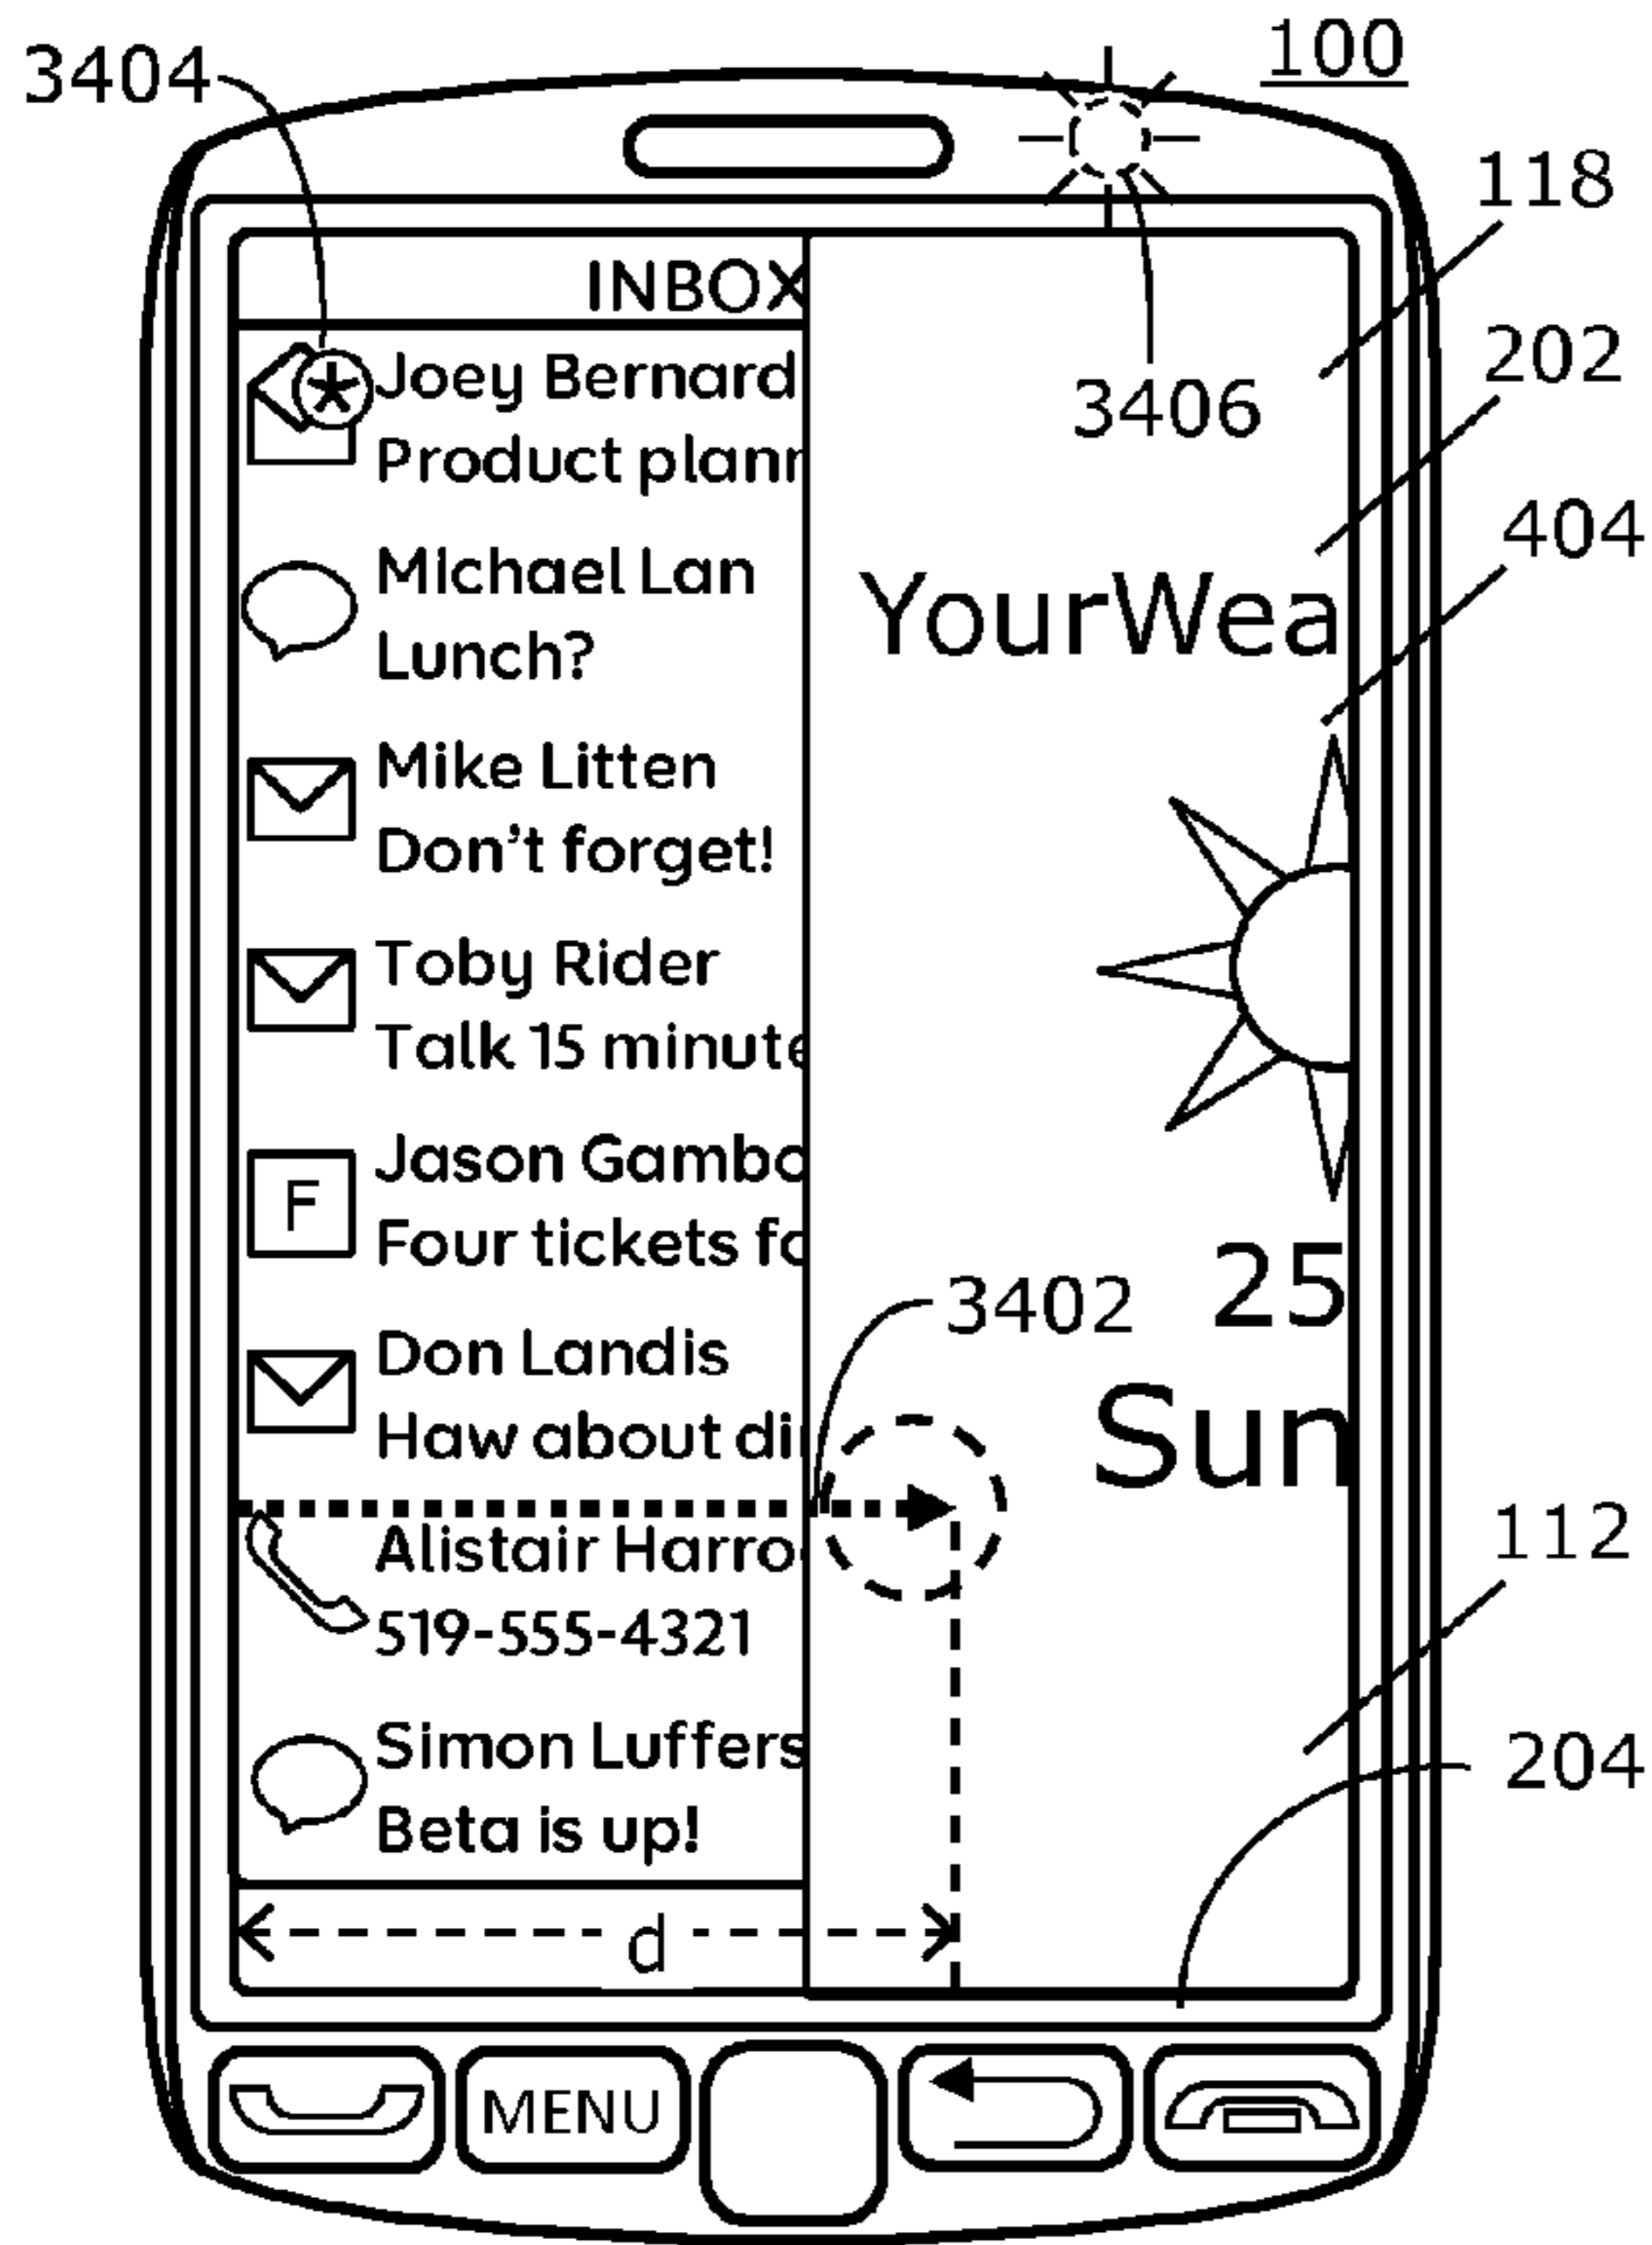 100
3404
118
INBOX
202
Joey Bernard
3406
Product plann
404
MIchael Lan
YourWea
Lunch?
Mike Litten
Don't forget!
Toby Rider
Talk 15 minute
Jason Gambo
F
Four tickets fo
3402
25
Don Landis
Sun
Haw about din
112
Alistair Harro
519-555-4321
Simon Luffers
204
Beta is up!
d
MENU